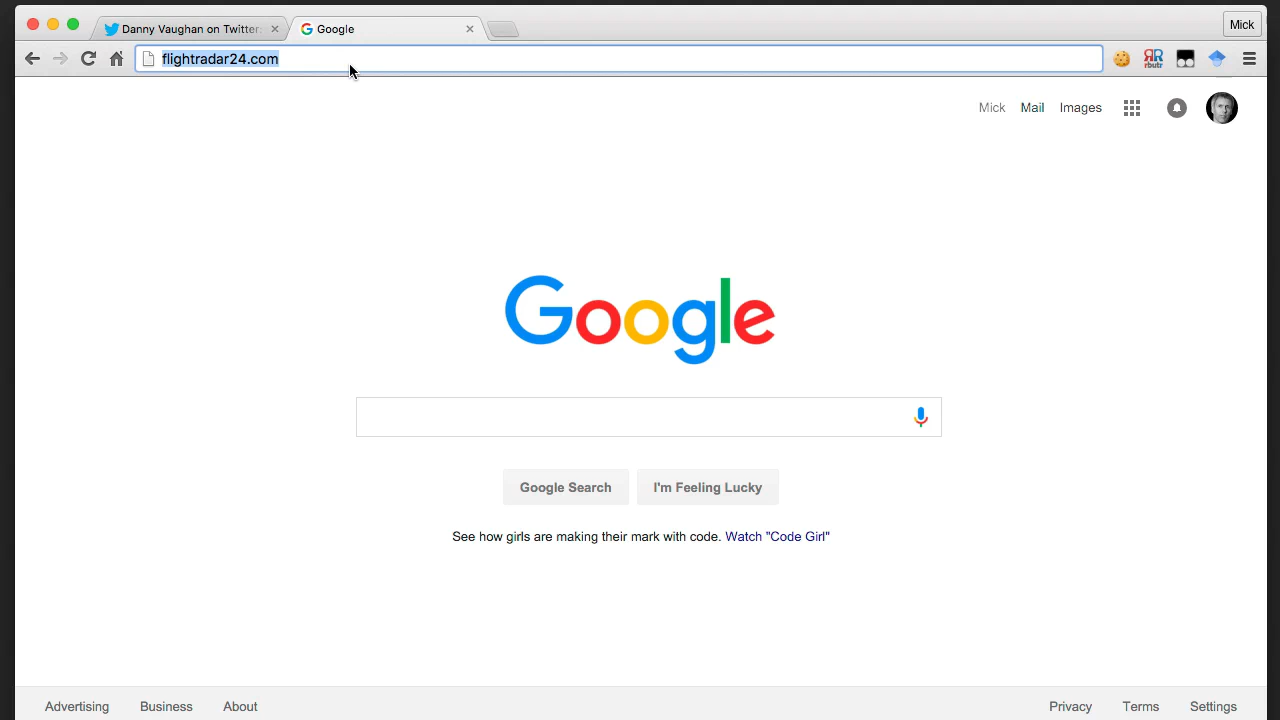 Danny Vaughan on Twitter:
Google
Mick
flightradar24.com
rbutr
Mick Mail Images
Google
Google Search I'm Feeling Lucky
See how girls are making their mark with code. Watch "Code Girl"
Advertising Business About Privacy Terms Settings